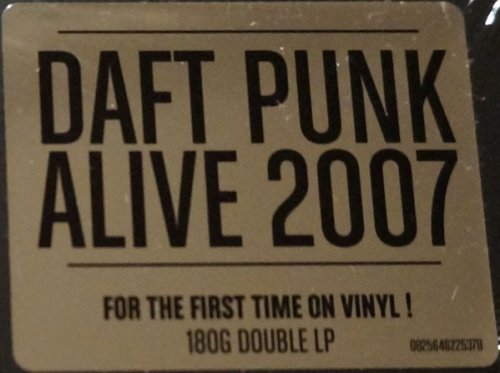 DAFT PUNK
ALIVE 2007
FOR THE FIRST TIME ON VINYL !
180G DOUBLE LP
0825646225378